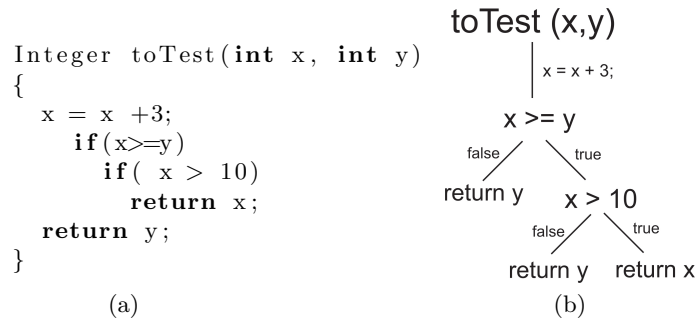 Integer toTest(int x, int y)
{
x = x +3;
if(x>=y)
if( x > 10)
return x;
return y;
}
(a)
toTest (x,y)
x = x + 3;
x >= y
false
true
return y
x > 10
false
true
return y
return x
(b)